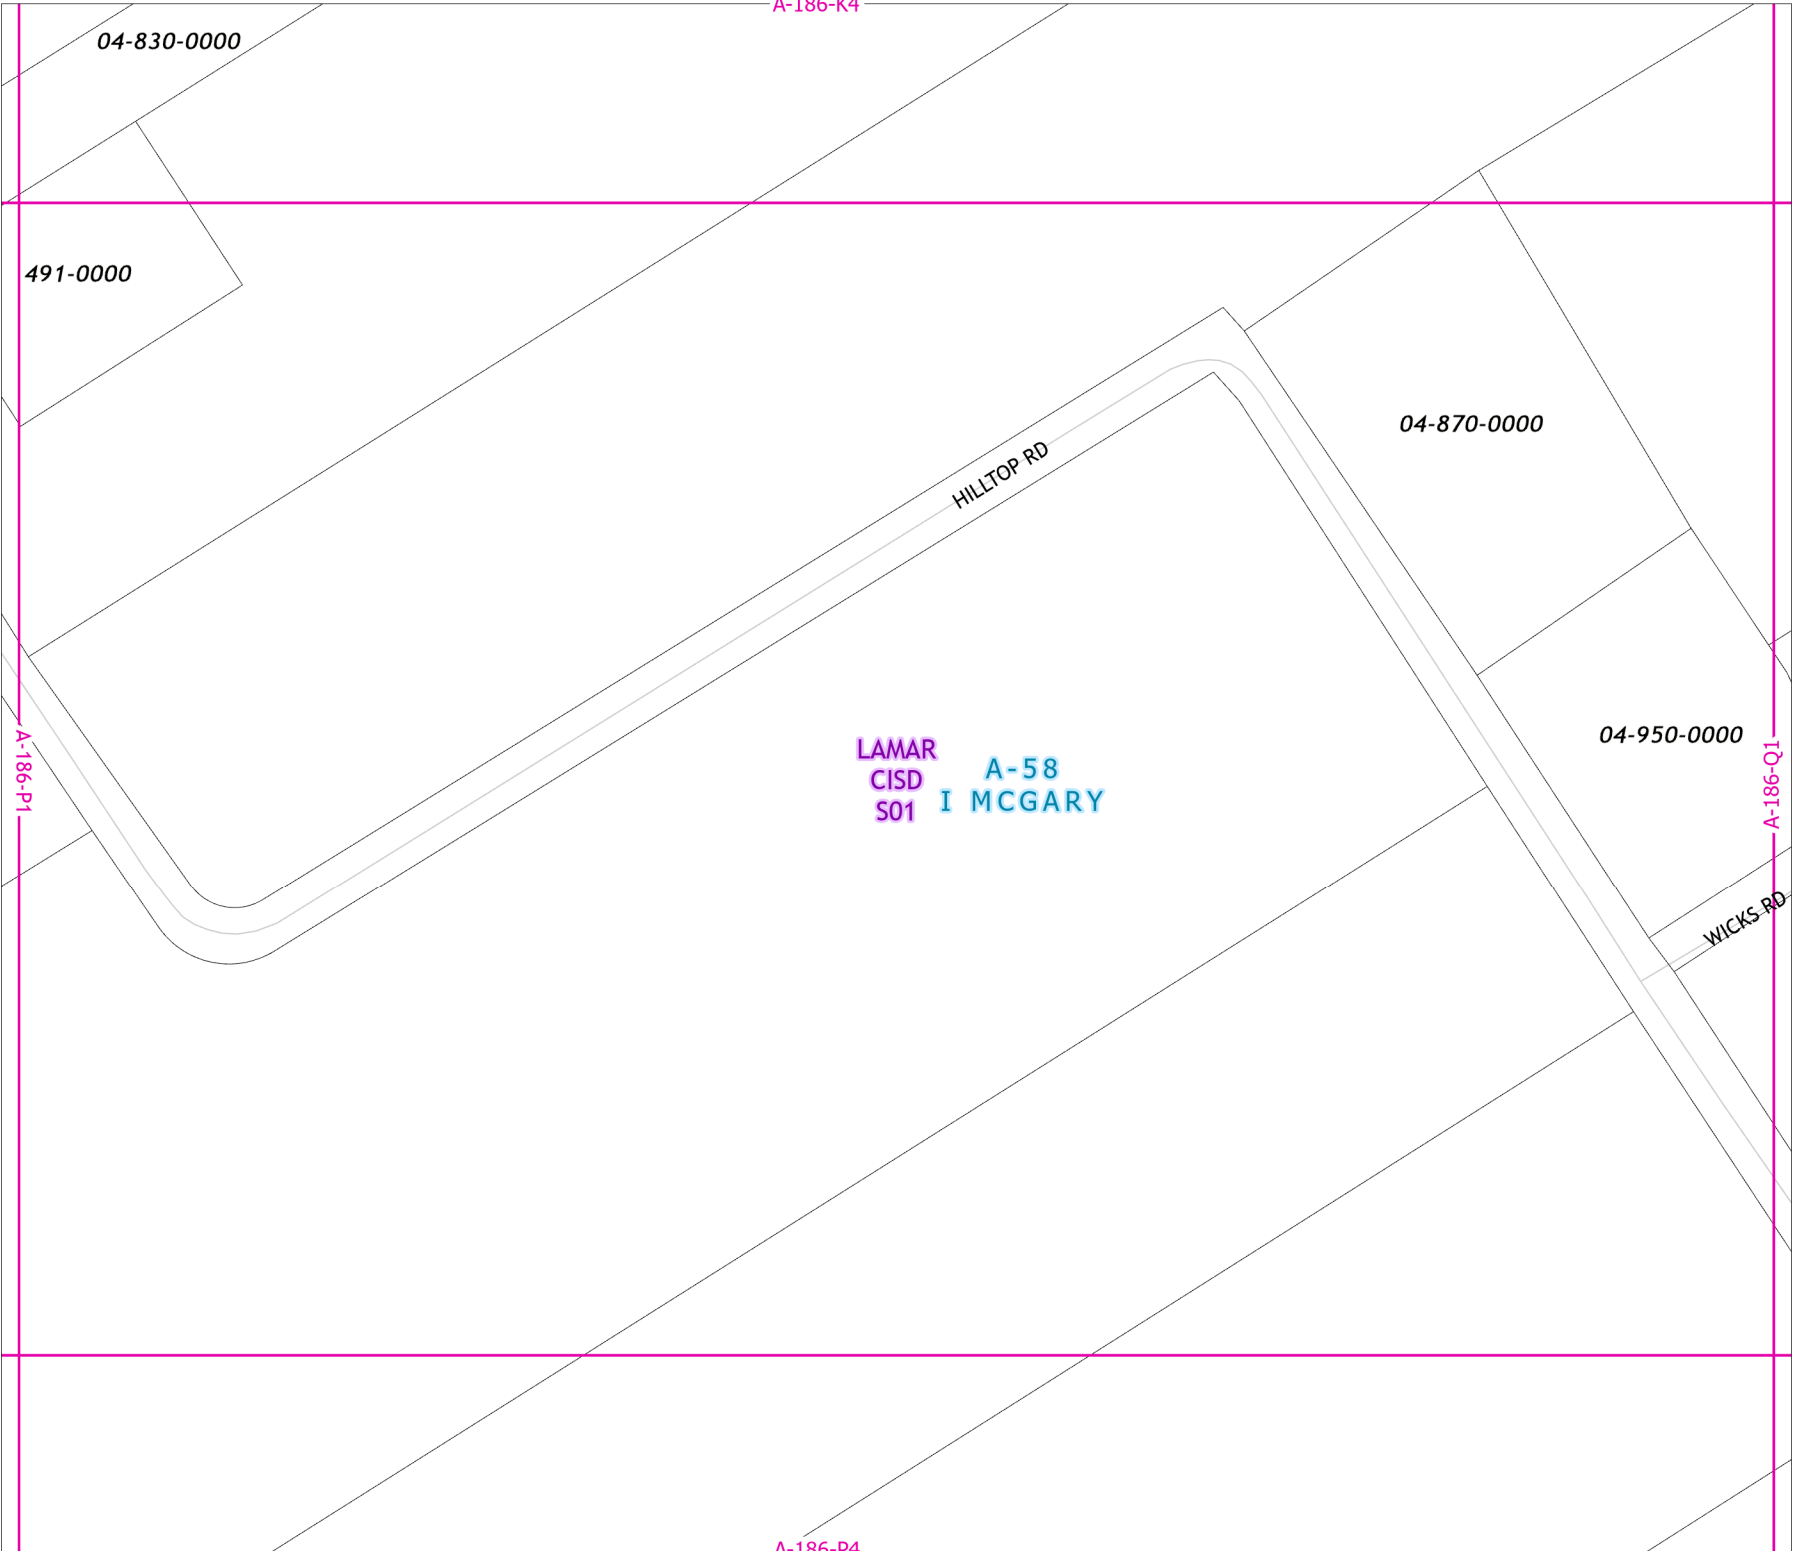 A-186-K4
04-830-0000
491-0000
04-870-0000
HILLTOP RD
04-950-0000
LAMAR
CISD
S01
A-58
I MCGARY
A-186-P1
A-186-Q1
WICKS RD
A-186-P4